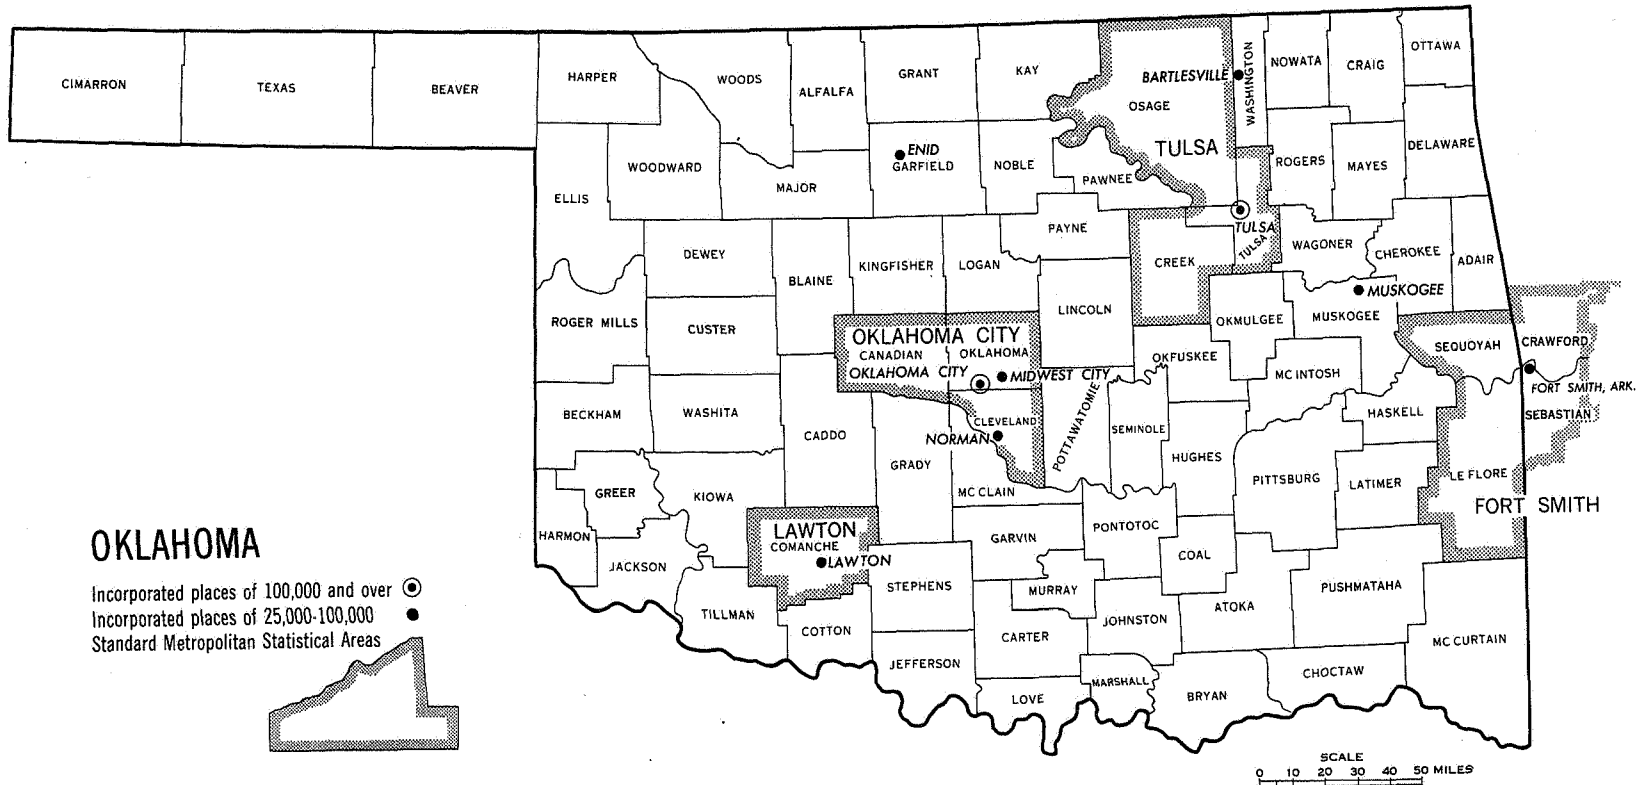 CIMARRON
TEXAS
BEAVER
HARPER
WOODS
ALFALFA
GRANT
KAY
BARTLESVILLE
OSAGE
WASHINGTON
NOWATA
CRAIG
OTTAWA
WOODWARD
ELLIS
MAJOR
ENID
GARFIELD
NOBLE
PAWNEE
TULSA
ROGERS
MAYES
DELAWARE
DEWEY
BLAINE
KINGFISHER
LOGAN
PAYNE
CREEK
TULSA
TULSA
WAGONER
CHEROKEE
ADAIR
ROGER MILLS
CUSTER
LINCOLN
OKMULGEE
MUSKOGEE
MUSKOGEE
OKLAHOMA CITY
CANADIAN
OKLAHOMA
OKLAHOMA CITY
MIDWEST CITY
OKFUSKEE
MC INTOSH
SEQUOYAH
CRAWFORD
FORT SMITH, ARK.
SEBASTIAN
BECKHAM
WASHITA
CADDO
GRADY
CLEVELAND
NORMAN
POTTAWATOMIE
SEMINOLE
HUGHES
HASKELL
PITTSBURG
LATIMER
LE FLORE
FORT SMITH
GREER
KIOWA
MC CLAIN
HARMON
JACKSON
LAWTON
COMANCHE
LAWTON
GARVIN
PONTOTOC
COAL
STEPHENS
MURRAY
TILLMAN
COTTON
CARTER
JOHNSTON
ATOKA
PUSHMATAHA
MC CURTAIN
JEFFERSON
LOVE
MARSHALL
BRYAN
CHOCTAW
OKLAHOMA
Incorporated places of 100,000 and over
Incorporated places of 25,000-100,000
Standard Metropolitan Statistical Areas
SCALE
0 10 20 30 40 50 MILES